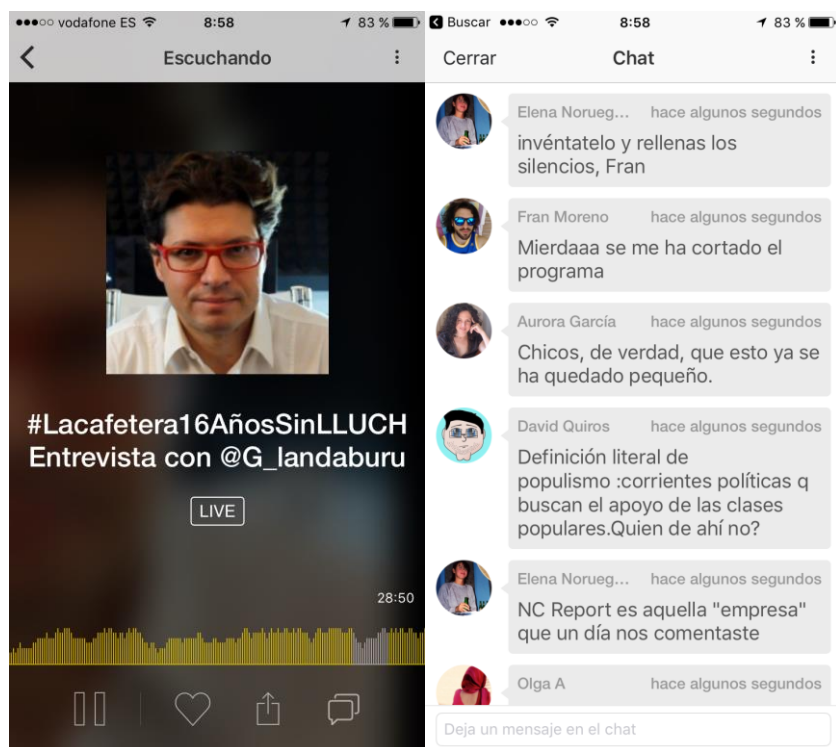 vodafone ES 8:58 83 %
Escuchando
#Lacafetera16AñosSinLLUCH
Entrevista con @G_landaburu
LIVE
28:50
Buscar 8:58 83 %
Cerrar Chat
Elena Norueg... hace algunos segundos
invéntatelo y rellenas los
silencios, Fran
Fran Moreno hace algunos segundos
Mierdaaa se me ha cortado el
programa
Aurora García hace algunos segundos
Chicos, de verdad, que esto ya se
ha quedado pequeño.
David Quiros hace algunos segundos
Definición literal de
populismo :corrientes políticas q
buscan el apoyo de las clases
populares.Quien de ahí no?
Elena Norueg... hace algunos segundos
NC Report es aquella "empresa"
que un día nos comentaste
Olga A hace algunos segundos
Deja un mensaje en el chat